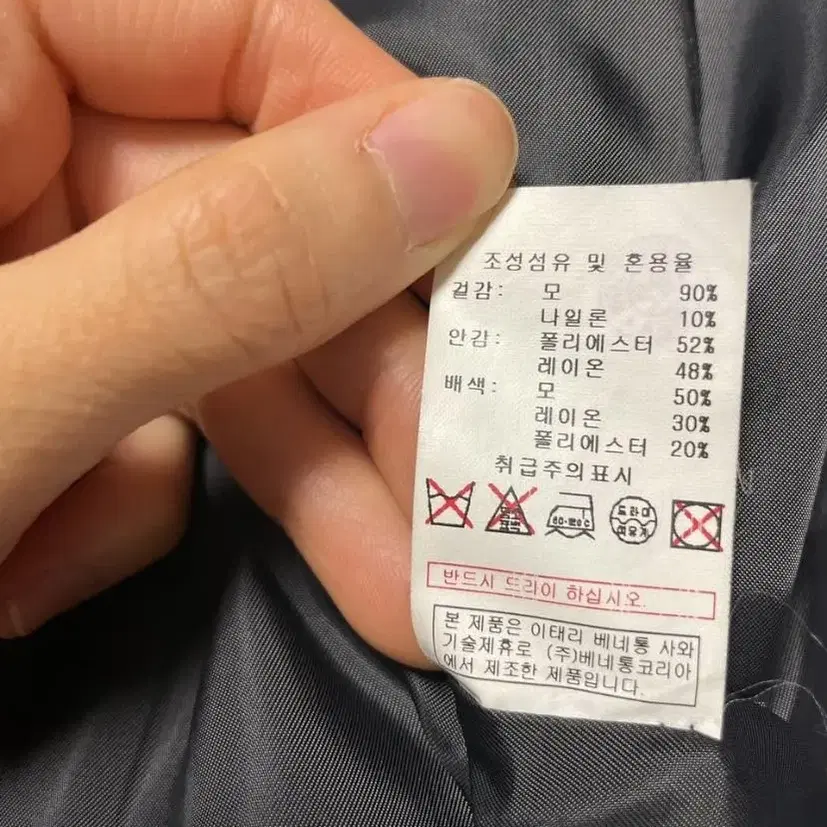 조성섬유 및 혼용율
겉감: 모 90%
나일론 10%
안감: 폴리에스터 52%
레이온 48%
배색: 모 50%
레이온 30%
폴리에스터 20%
취급주의표시
드라이
반드시 드라이 하십시오.
본 제품은 이태리 베네통 사와
기술제휴로 (주)베네통코리아
에서 제조한 제품입니다.